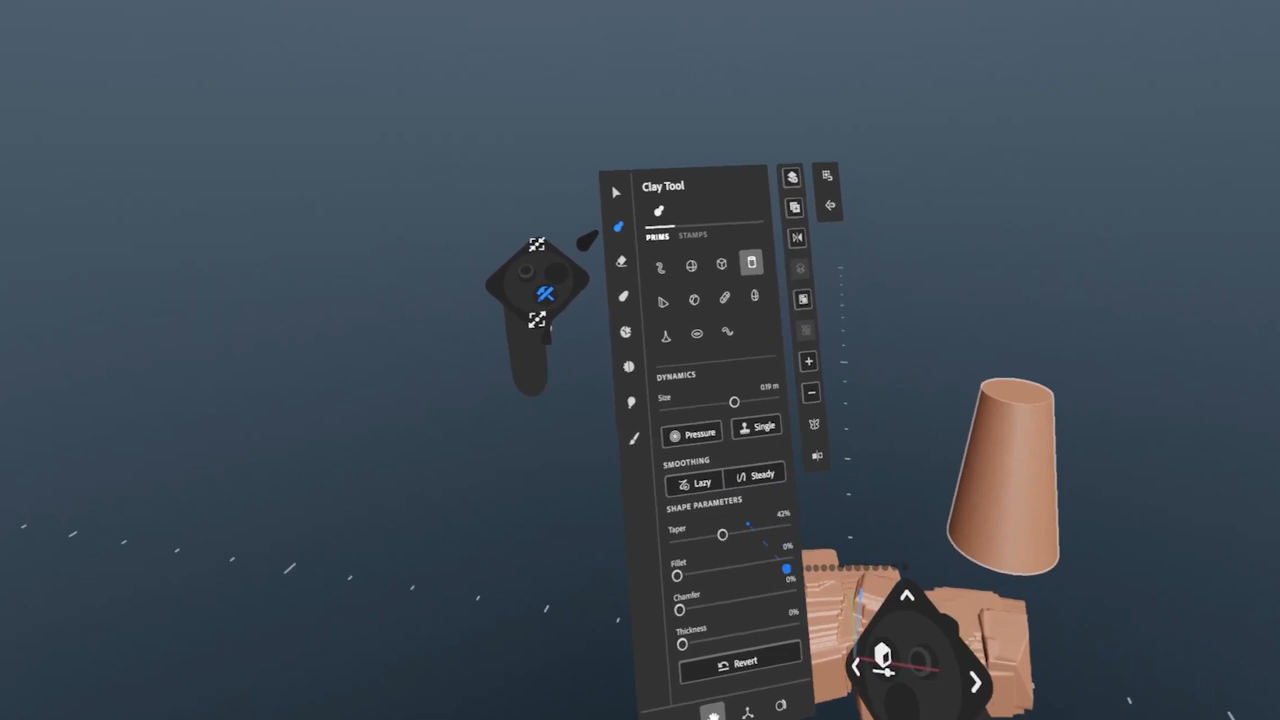 Clay Tool
PRIMS STAMPS
DYNAMICS
Size 0.19 m
Pressure Single
SMOOTHING
Lazy Steady
SHAPE PARAMETERS
Taper 42%
Fillet 0%
Chamfer 0%
Thickness 0%
Revert